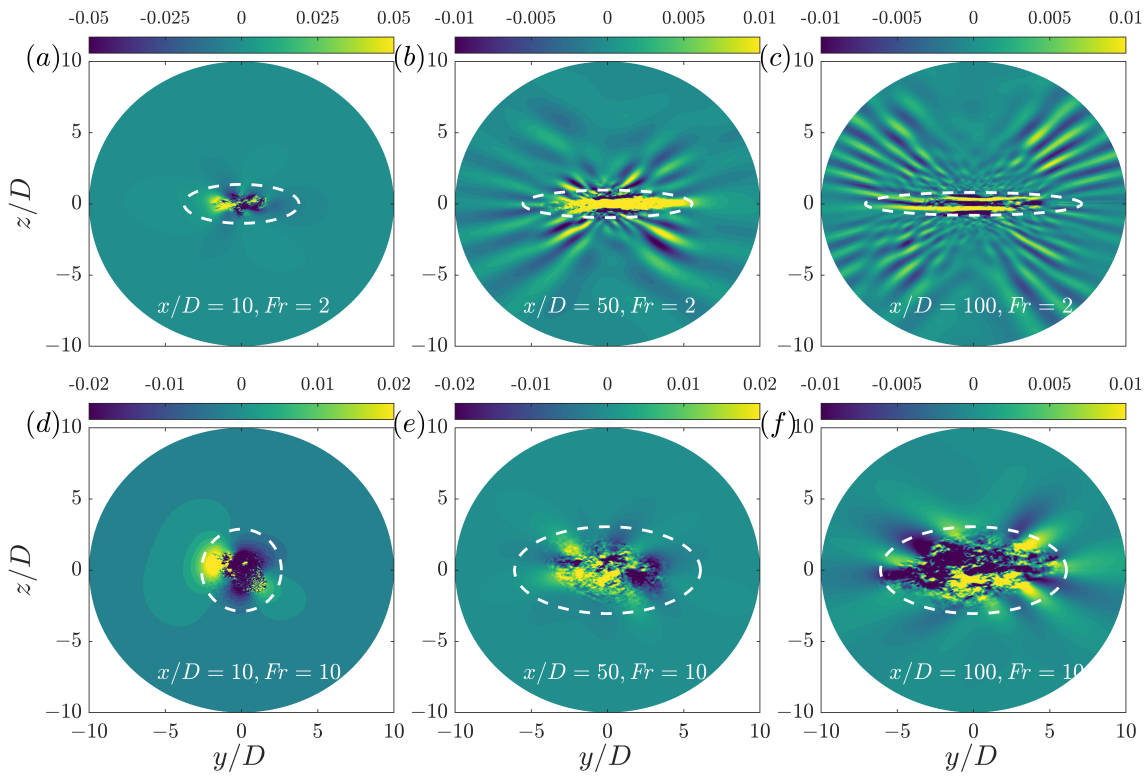 -0.05 -0.025 0 0.025 0.05
-0.01 -0.005 0 0.005 0.01
-0.01 -0.005 0 0.005 0.01
(a)
(b)
(c)
10
5
0
−5
−10
z/D
x/D = 10, Fr = 2
10
5
0
−5
−10
x/D = 50, Fr = 2
10
5
0
−5
−10
x/D = 100, Fr = 2
-0.02 -0.01 0 0.01 0.02
-0.02 -0.01 0 0.01 0.02
-0.01 -0.005 0 0.005 0.01
(d)
(e)
(f)
10
5
0
−5
−10
z/D
x/D = 10, Fr = 10
−10 −5 0 5 10
y/D
10
5
0
−5
−10
x/D = 50, Fr = 10
−10 −5 0 5 10
y/D
10
5
0
−5
−10
x/D = 100, Fr = 10
−10 −5 0 5 10
y/D